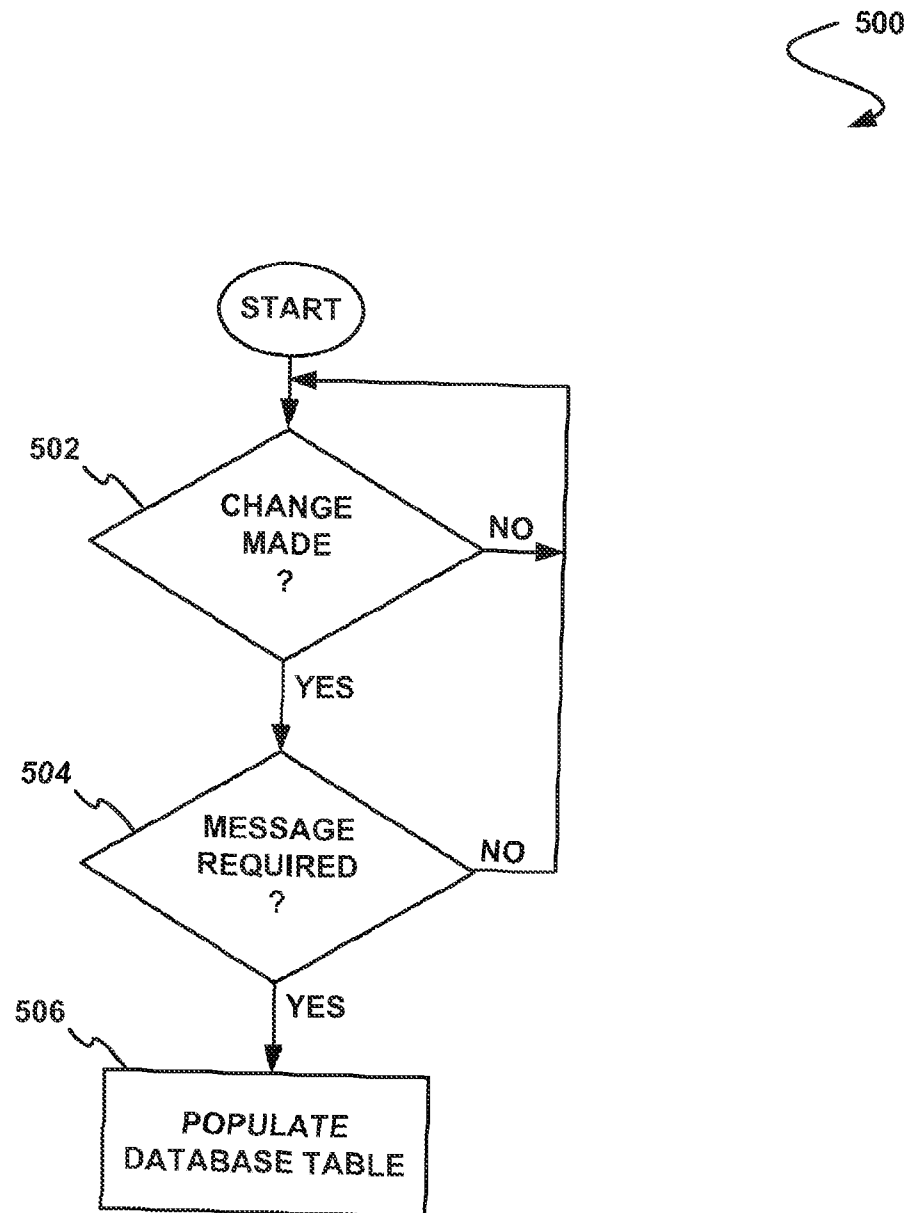 500
START
502
CHANGE
MADE
?
NO
YES
504
MESSAGE
REQUIRED
?
NO
YES
506
POPULATE
DATABASE TABLE